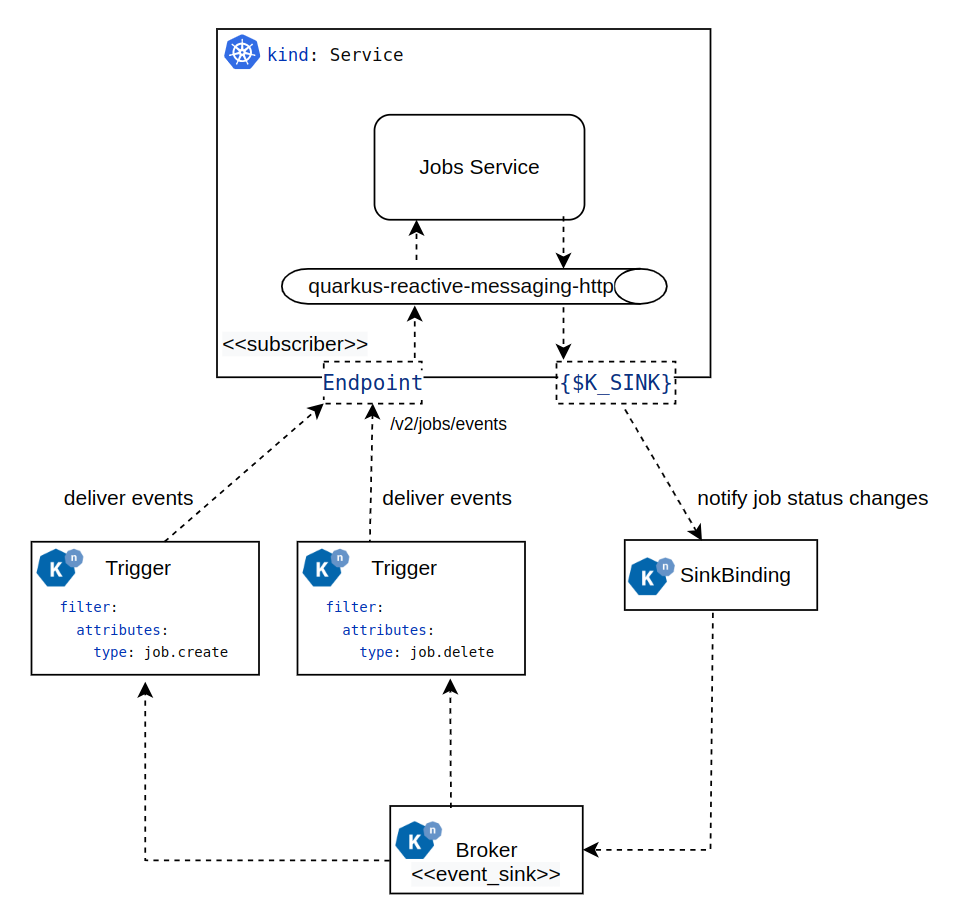 kind: Service
Jobs Service
quarkus-reactive-messaging-http
<<subscriber>>
Endpoint
{$K_SINK}
/v2/jobs/events
deliver events
deliver events
notify job status changes
K n
Trigger
filter:
attributes:
type: job.create
K n
Trigger
filter:
attributes:
type: job.delete
K n
SinkBinding
K n
Broker
<<event_sink>>